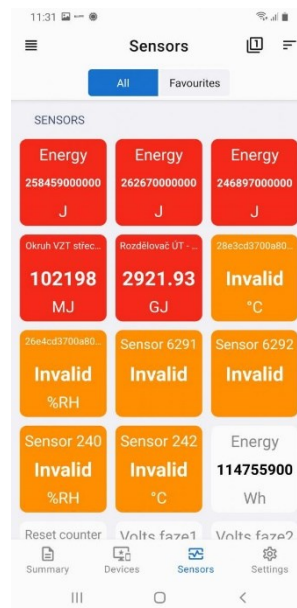 11:31
Sensors
1
All Favourites
SENSORS
Energy Energy Energy
258459000000 262670000000 246897000000
J J J
Okruh VZT střec... Rozdělovač ÚT - ... 28e3cd3700a80...
102198 2921.93 Invalid
MJ GJ °C
26e4cd3700a80... Sensor 6291 Sensor 6292
Invalid Invalid Invalid
%RH
Sensor 240 Sensor 242 Energy
Invalid Invalid 114755900
%RH °C Wh
Reset counter Volts faze1 Volts faze2
Summary Devices Sensors Settings